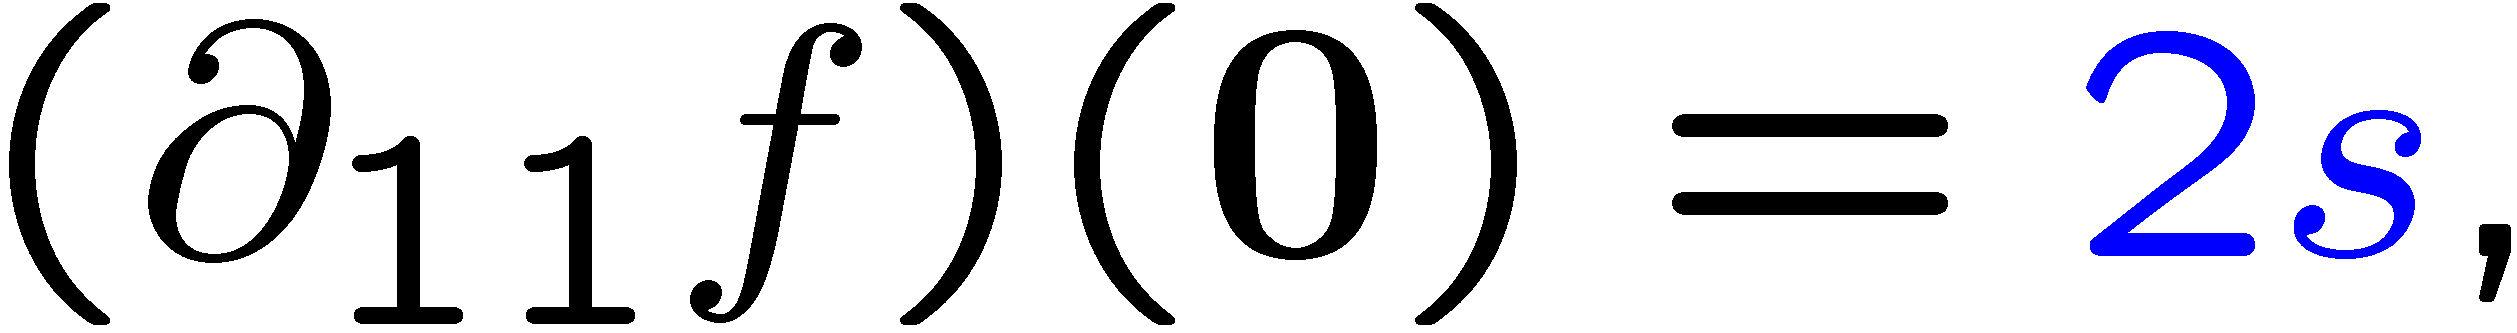 (∂₁₁f)(𝟎) = 2s,